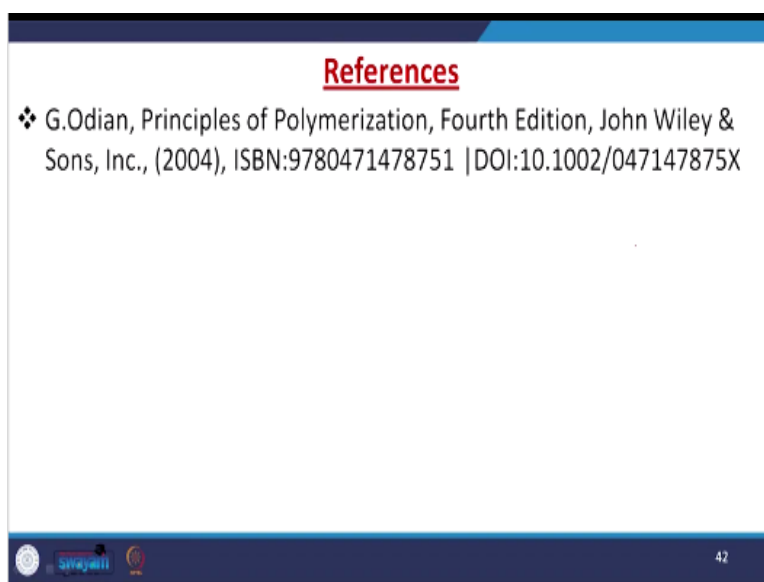 References
❖ G.Odian, Principles of Polymerization, Fourth Edition, John Wiley &
Sons, Inc., (2004), ISBN:9780471478751 |DOI:10.1002/047147875X
swayam
42